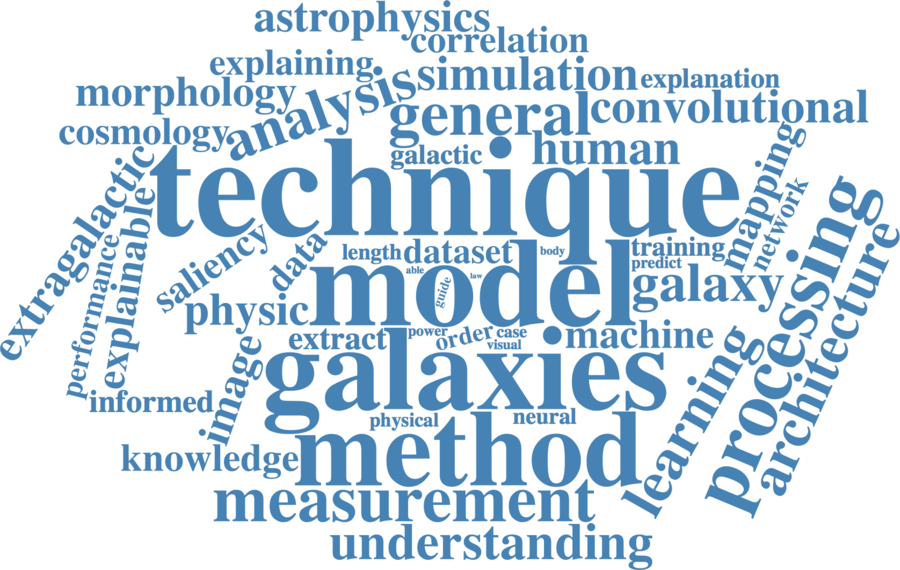 astrophysics
correlation
explaining
simulation
explanation
morphology
analysis
general
convolutional
cosmology
galactic
human
technique
mapping
network
extragalactic
performance
explainable
saliency
data
length
dataset
body
training
predict
able
law
guide
model
galaxy
physic
processing
architecture
extract
power
order
case
visual
machine
image
galaxies
learning
informed
physical
neural
knowledge
method
measurement
understanding